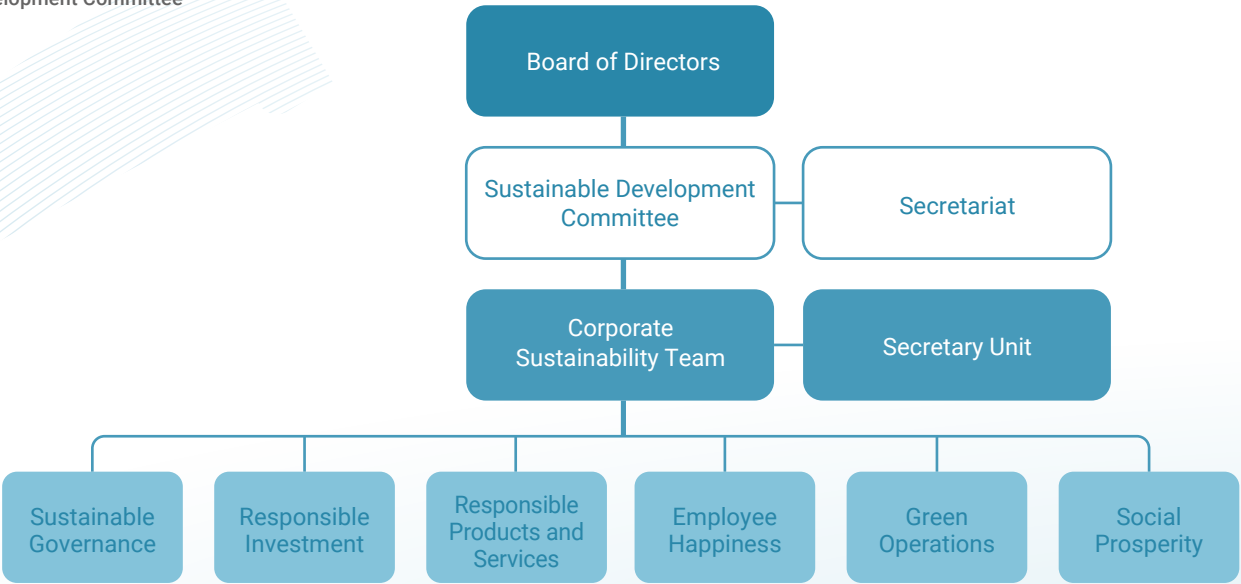 Board of Directors
Sustainable Development
Committee
Secretariat
Corporate
Sustainability Team
Secretary Unit
Sustainable
Governance
Responsible
Investment
Responsible
Products and
Services
Employee
Happiness
Green
Operations
Social
Prosperity